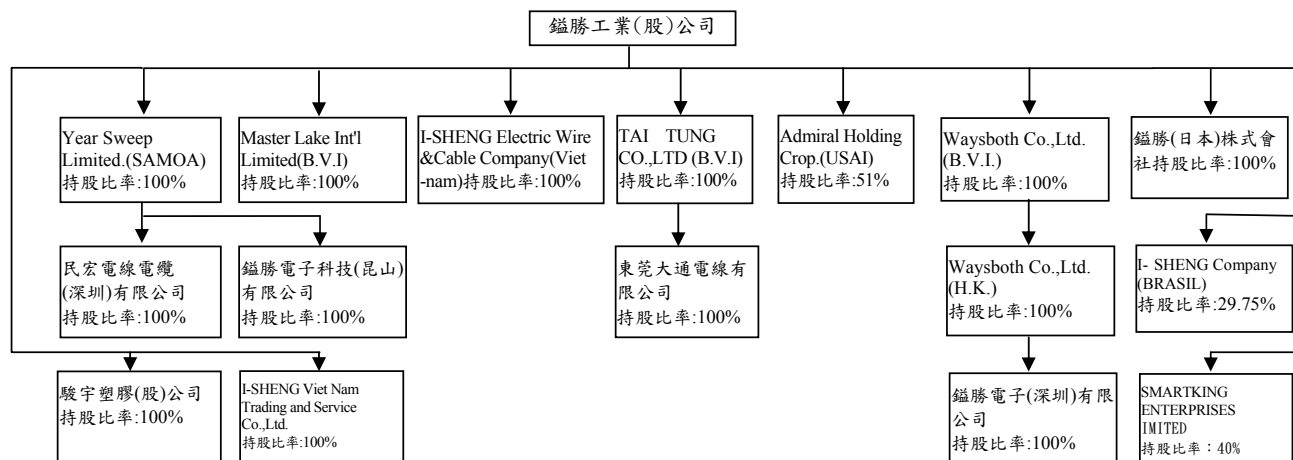 鎰勝工業(股)公司
Year Sweep
Limited.(SAMOA)
持股比率:100%
Master Lake Int'l
Limited(B.V.I)
持股比率:100%
I-SHENG Electric Wire
&Cable Company(Viet
-nam)持股比率:100%
TAI TUNG
CO.,LTD (B.V.I)
持股比率:100%
Admiral Holding
Crop.(USAI)
持股比率:51%
Waysboth Co.,Ltd.
(B.V.I.)
持股比率:100%
鎰勝(日本)株式會
社持股比率:100%
民宏電線電纜
(深圳)有限公司
持股比率:100%
鎰勝電子科技(昆山)
有限公司
持股比率:100%
東莞大通電線有
限公司
持股比率:100%
Waysboth Co.,Ltd.
(H.K.)
持股比率:100%
I- SHENG Company
(BRASIL)
持股比率:29.75%
駿宇塑膠(股)公司
持股比率:100%
I-SHENG Viet Nam
Trading and Service
Co.,Ltd.
持股比率:100%
鎰勝電子(深圳)有限
公司
持股比率:100%
SMARTKING
ENTERPRISES
IMITED
持股比率：40%